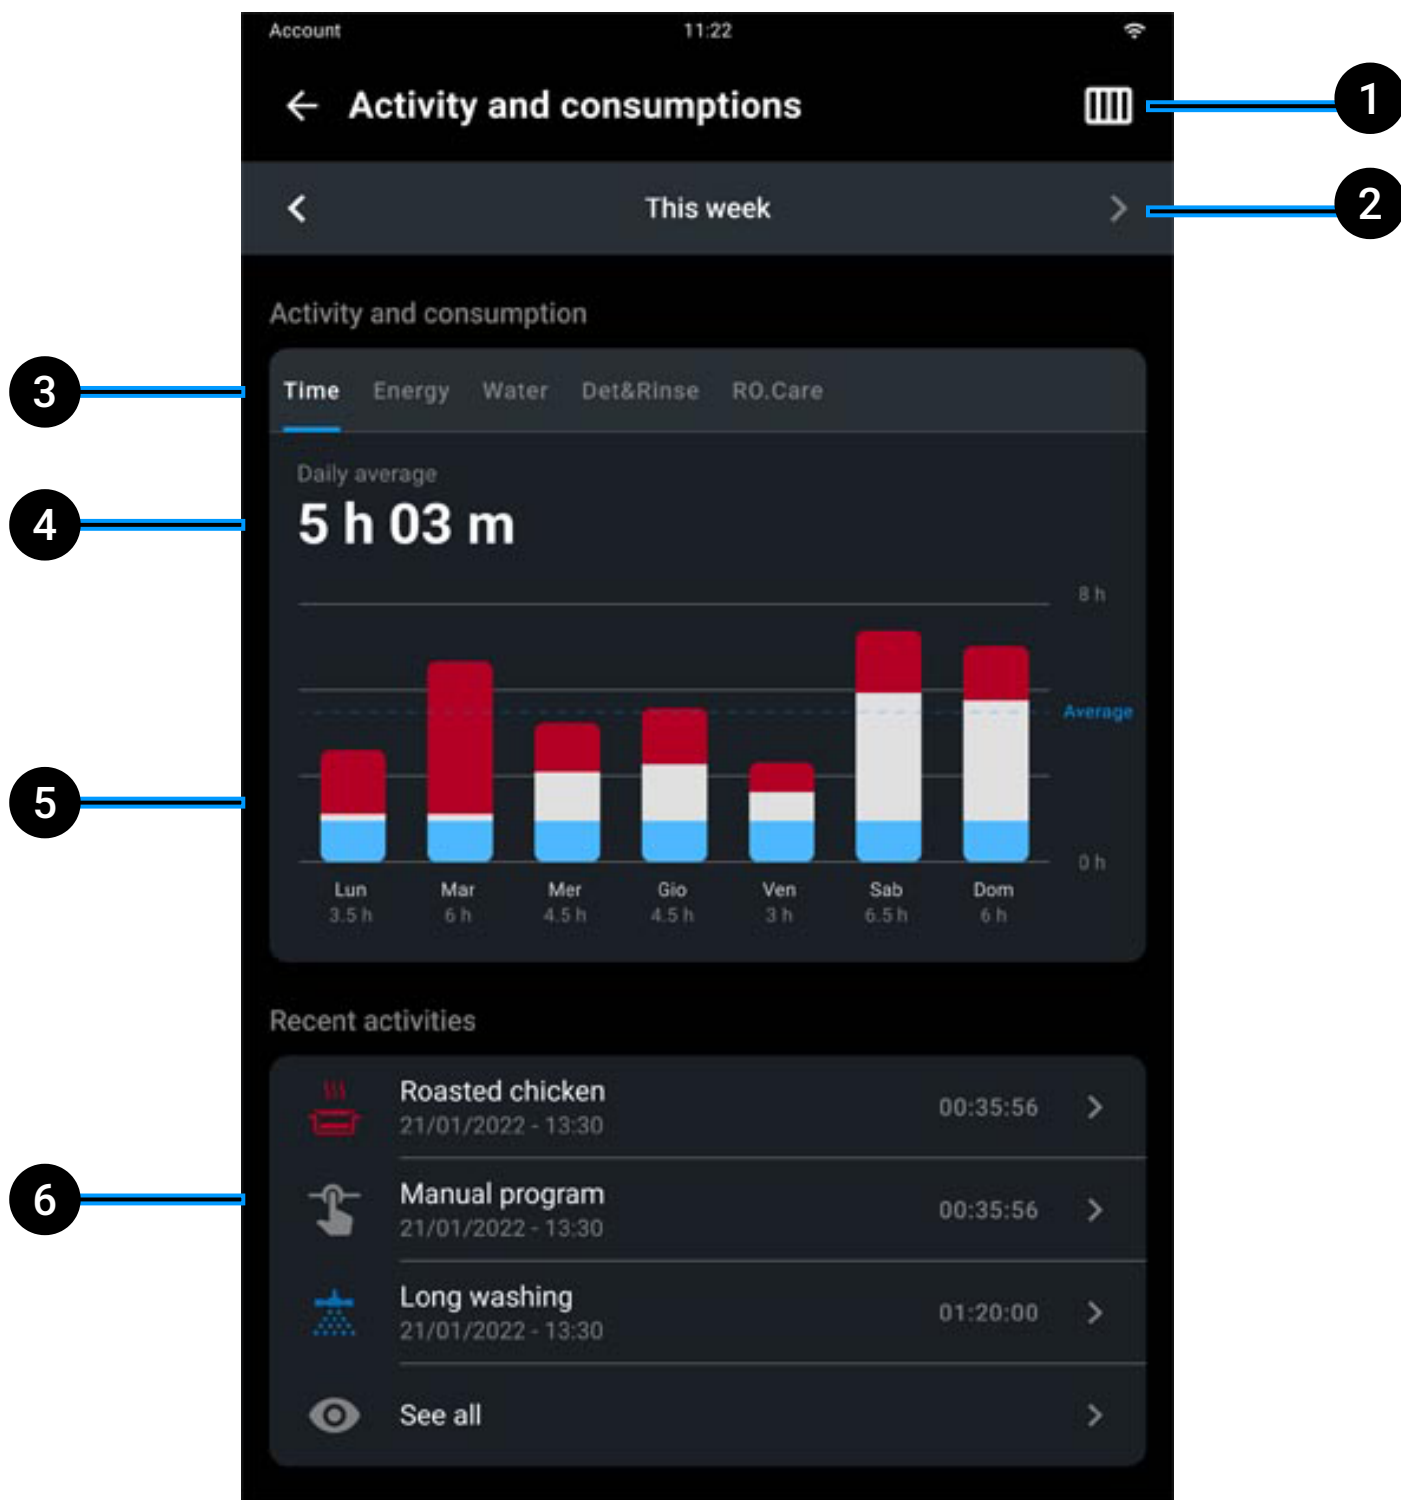 Account 11:22
Activity and consumptions
1
This week
2
Activity and consumption
3
Time Energy Water Det&Rinse RO.Care
Daily average
4
5 h 03 m
8 h
Average
5
0 h
Lun Mar Mer Gio Ven Sab Dom
3.5 h 6 h 4.5 h 4.5 h 3 h 6.5 h 6 h
Recent activities
Roasted chicken
21/01/2022 - 13:30
00:35:56
6
Manual program
21/01/2022 - 13:30
00:35:56
Long washing
21/01/2022 - 13:30
01:20:00
See all